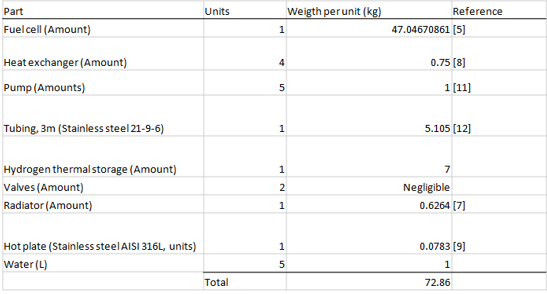 Part Units Weigth per unit (kg) Reference
Fuel cell (Amount) 1 47.04670861 [5]
Heat exchanger (Amount) 4 0.75 [8]
Pump (Amounts) 5 1 [11]
Tubing, 3m (Stainless steel 21-9-6) 1 5.105 [12]
Hydrogen thermal storage (Amount) 1 7
Valves (Amount) 2 Negligible
Radiator (Amount) 1 0.6264 [7]
Hot plate (Stainless steel AISI 316L, units) 1 0.0783 [9]
Water (L) 5 1
Total 72.86